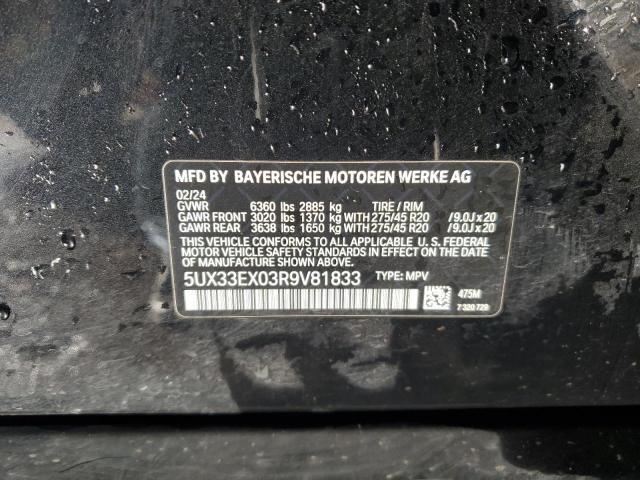 MFD BY BAYERISCHE MOTOREN WERKE AG
02/24
GVWR 6360 lbs 2885 kg TIRE / RIM
GAWR FRONT 3020 lbs 1370 kg WITH 275/45 R20 /9.0J x 20
GAWR REAR 3638 lbs 1650 kg WITH 275/45 R20 /9.0J x 20
THIS VEHICLE CONFORMS TO ALL APPLICABLE U. S. FEDERAL
MOTOR VEHICLE SAFETY STANDARDS IN EFFECT ON THE DATE
OF MANUFACTURE SHOWN ABOVE.
5UX33EX03R9V81833 TYPE: MPV
475M
7 320 729